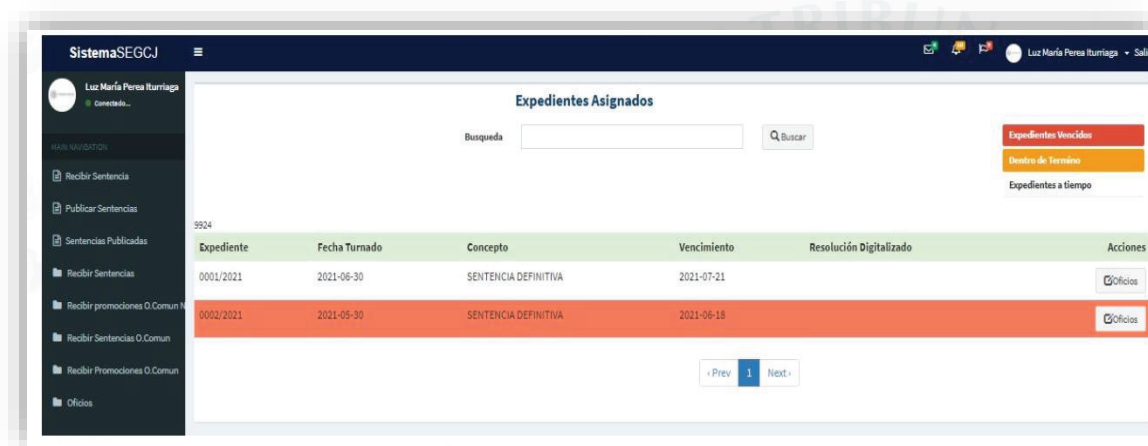 TRIBUNA
SistemaSEGCJ
Luz María Perea Iturriaga Sali
Luz María Perea Iturriaga
Conectado...
MAIN NAVIGATION
Recibir Sentencia
Publicar Sentencias
Sentencias Publicadas
Recibir Sentencias
Recibir promociones O.Comun N
Recibir Sentencias O.Comun
Recibir Promociones O.Comun
Oficios
Expedientes Asignados
Busqueda Buscar
Expedientes Vencidos
Dentro de Termino
Expedientes a tiempo
9924
Expediente Fecha Turnado Concepto Vencimiento Resolución Digitalizado Acciones
0001/2021 2021-06-30 SENTENCIA DEFINITIVA 2021-07-21 Oficios
0002/2021 2021-05-30 SENTENCIA DEFINITIVA 2021-06-18 Oficios
‹ Prev 1 Next ›